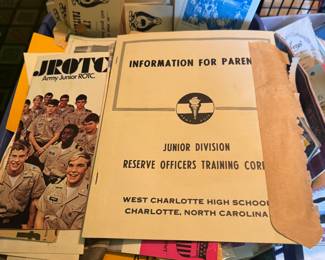 JROTC
Army Junior ROTC.
INFORMATION FOR PAREN
JUNIOR DIVISION
RESERVE OFFICERS TRAINING COR
WEST CHARLOTTE HIGH SCHOOL
CHARLOTTE, NORTH CAROLINA